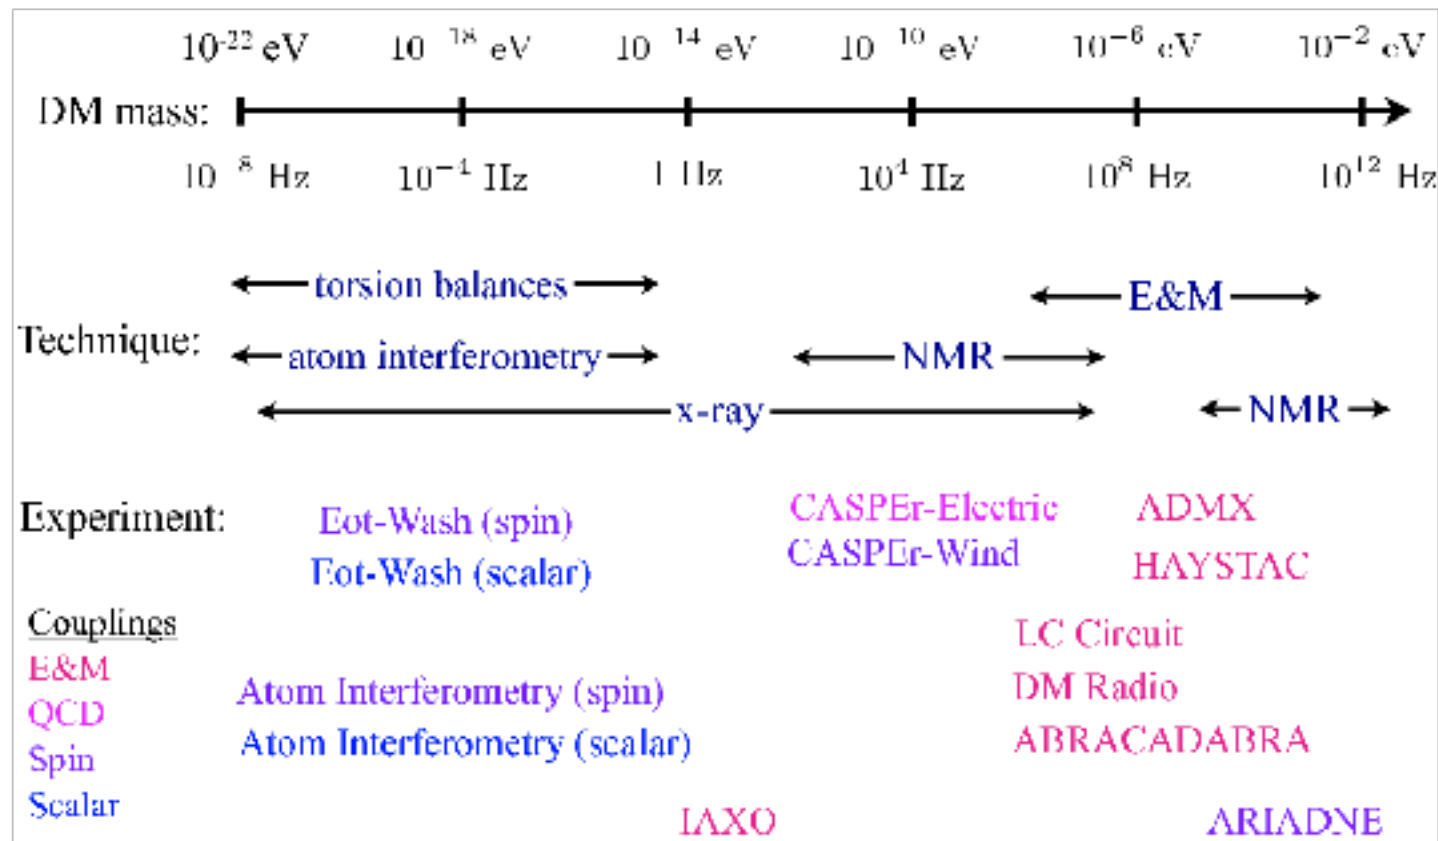 10⁻²² eV 10⁻¹⁸ eV 10⁻¹⁴ eV 10⁻¹⁰ eV 10⁻⁶ eV 10⁻² eV
DM mass:
10⁻⁸ Hz 10⁻⁴ Hz 1 Hz 10⁴ Hz 10⁸ Hz 10¹² Hz
torsion balances E&M
Technique: atom interferometry NMR
x-ray NMR
Experiment: Eot-Wash (spin) CASPEr-Electric ADMX
Eot-Wash (scalar) CASPEr-Wind HAYSTAC
Couplings LC Circuit
E&M Atom Interferometry (spin) DM Radio
QCD Atom Interferometry (scalar) ABRACADABRA
Spin
Scalar IAXO ARIADNE